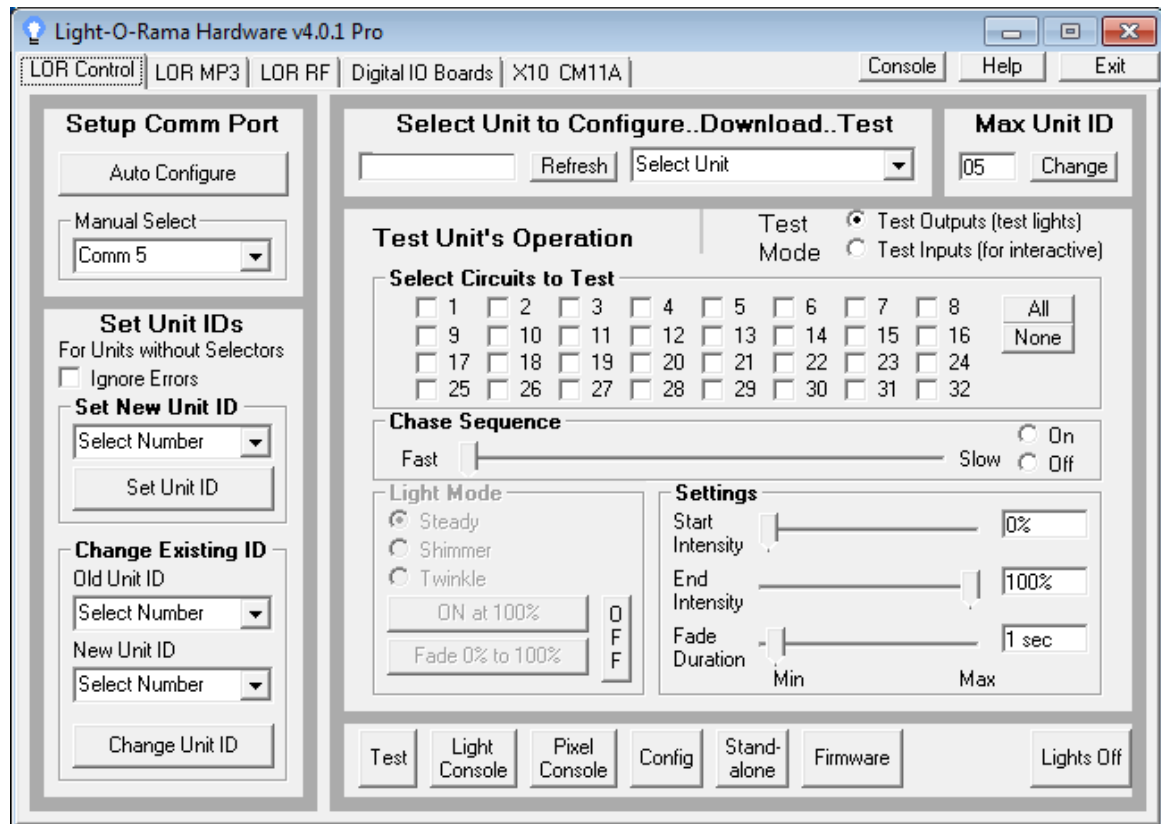 Light-O-Rama Hardware v4.0.1 Pro
LOR Control LOR MP3 LOR RF Digital IO Boards X10 CM11A Console Help Exit
Setup Comm Port
Auto Configure
Manual Select
Comm 5
Set Unit IDs
For Units without Selectors
Ignore Errors
Set New Unit ID
Select Number
Set Unit ID
Change Existing ID
Old Unit ID
Select Number
New Unit ID
Select Number
Change Unit ID
Select Unit to Configure..Download..Test
Refresh Select Unit
Max Unit ID
05 Change
Test Unit's Operation
Test Mode
Test Outputs (test lights)
Test Inputs (for interactive)
Select Circuits to Test
1 2 3 4 5 6 7 8 All
9 10 11 12 13 14 15 16 None
17 18 19 20 21 22 23 24
25 26 27 28 29 30 31 32
Chase Sequence
Fast Slow
On
Off
Light Mode
Steady
Shimmer
Twinkle
ON at 100%
Fade 0% to 100%
OFF
Settings
Start
Intensity
0%
End
Intensity
100%
Fade
Duration
1 sec
Min Max
Test
Light
Console
Pixel
Console
Config
Stand-
alone
Firmware
Lights Off